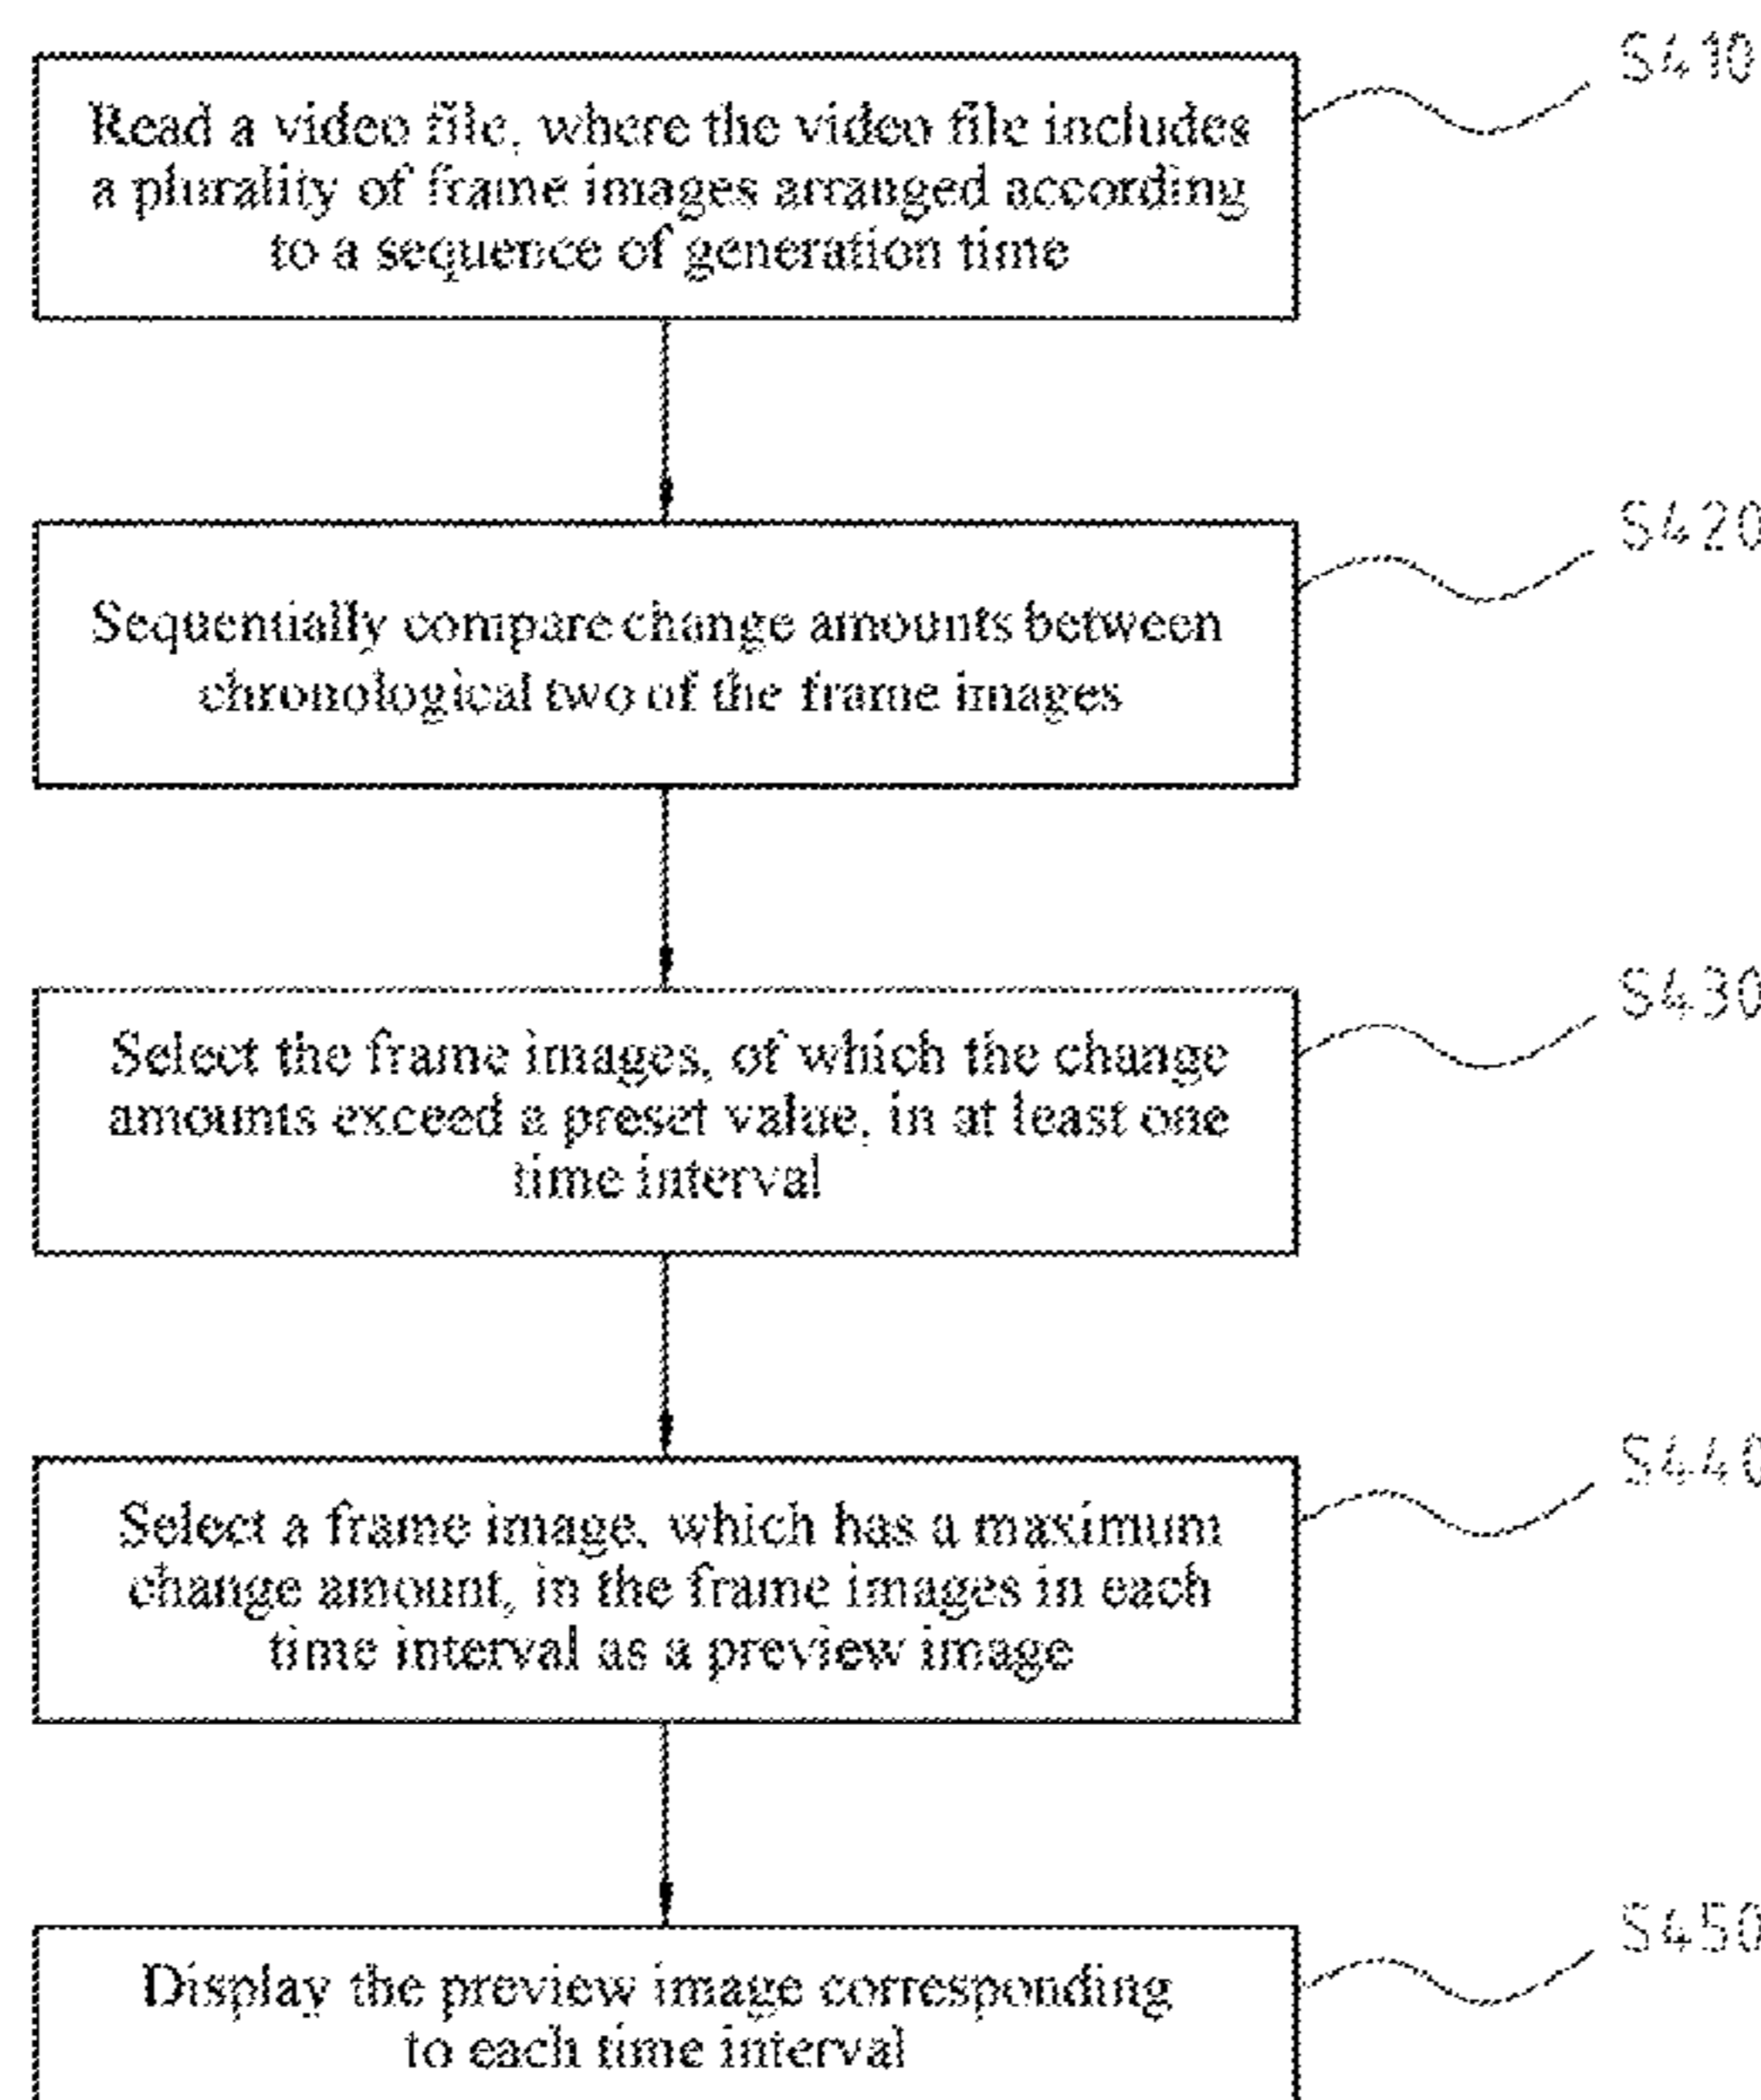 S410
Read a video file, where the video file includes
a plurality of frame images arranged according
to a sequence of generation time
S420
Sequentially compare change amounts between
chronological two of the frame images
S430
Select the frame images, of which the change
amounts exceed a preset value, in at least one
time interval
S440
Select a frame image, which has a maximum
change amount, in the frame images in each
time interval as a preview image
S450
Display the preview image corresponding
to each time interval